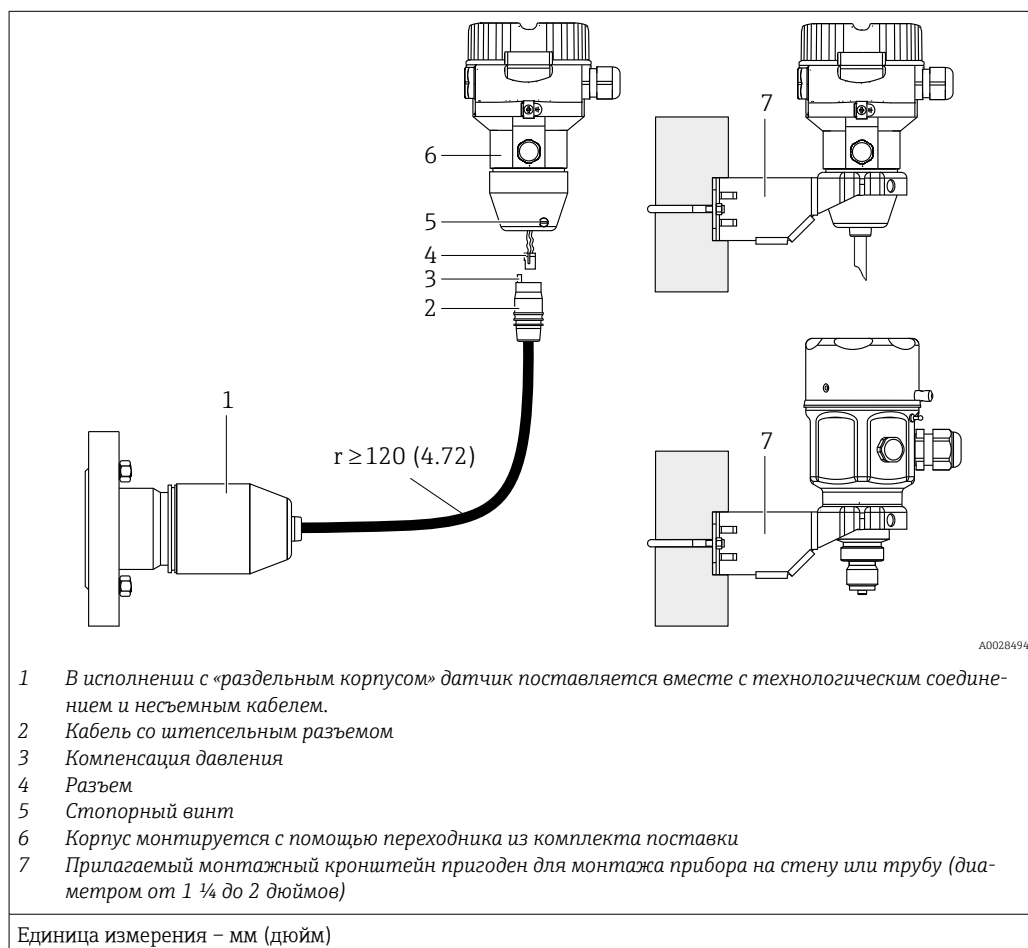 7
6
5
4
3
2
1
r ≥ 120 (4.72)
7
A0028494
1 В исполнении с «раздельным корпусом» датчик поставляется вместе с технологическим соедине-
нием и несъемным кабелем.
2 Кабель со штепсельным разъемом
3 Компенсация давления
4 Разъем
5 Стопорный винт
6 Корпус монтируется с помощью переходника из комплекта поставки
7 Прилагаемый монтажный кронштейн пригоден для монтажа прибора на стену или трубу (диа-
метром от 1 ¼ до 2 дюймов)
Единица измерения – мм (дюйм)